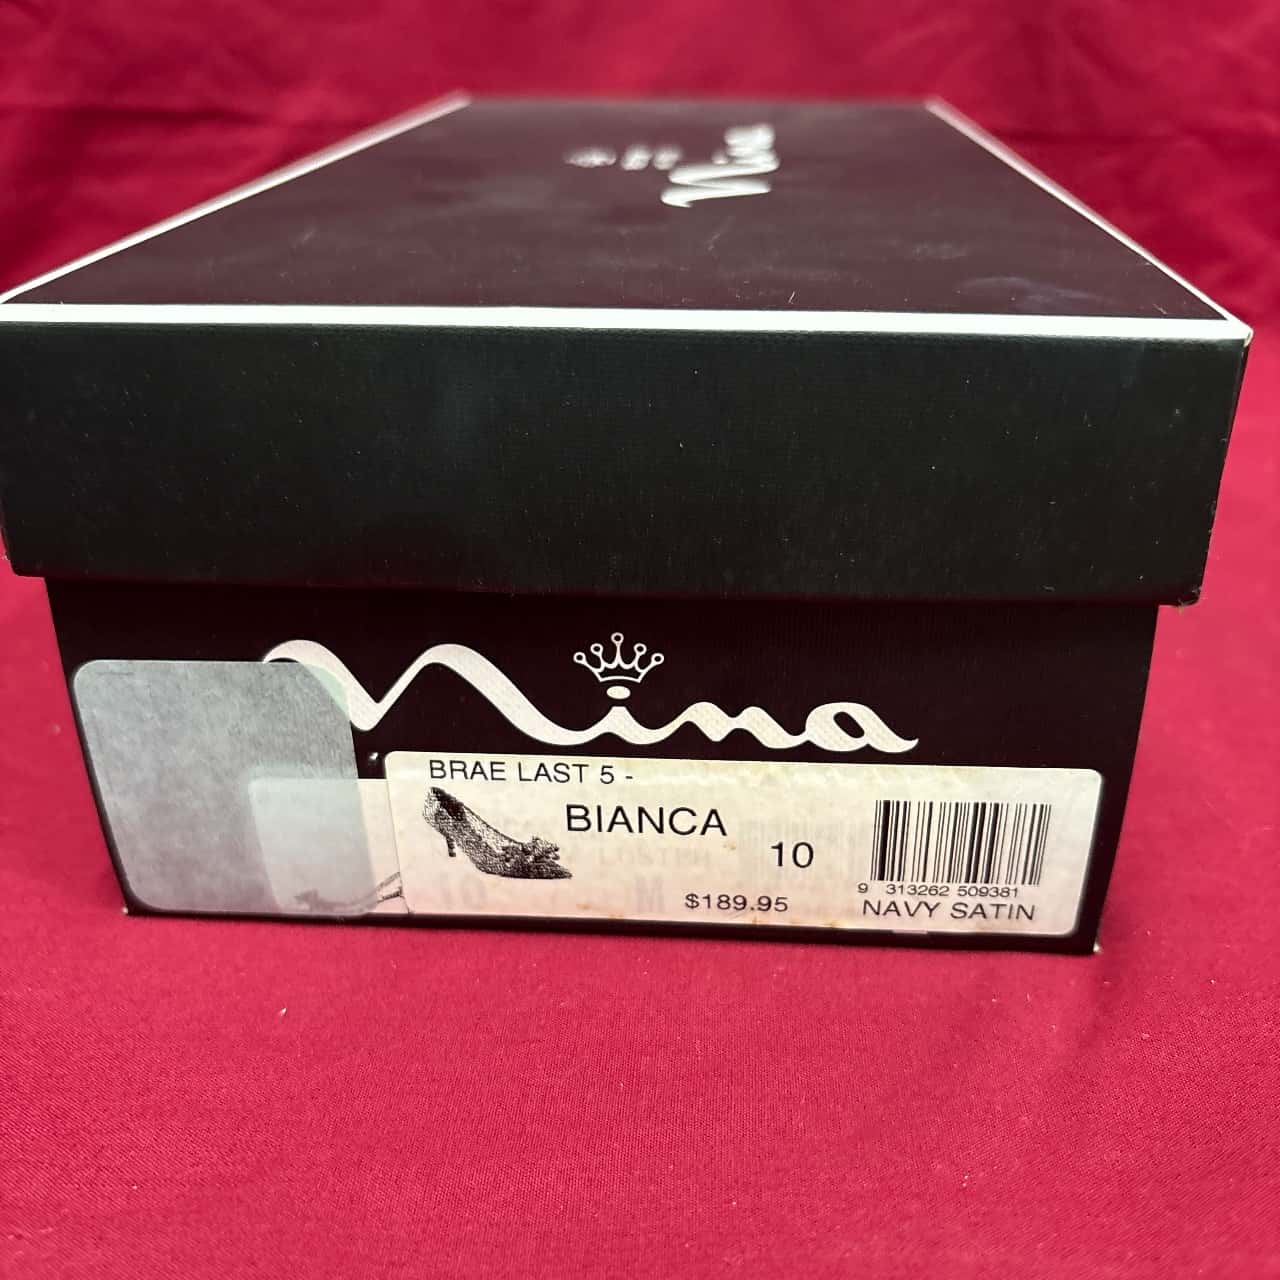 Nina
Nina
BRAE LAST 5 -
BIANCA
10
$189.95
9 313262 509381
NAVY SATIN